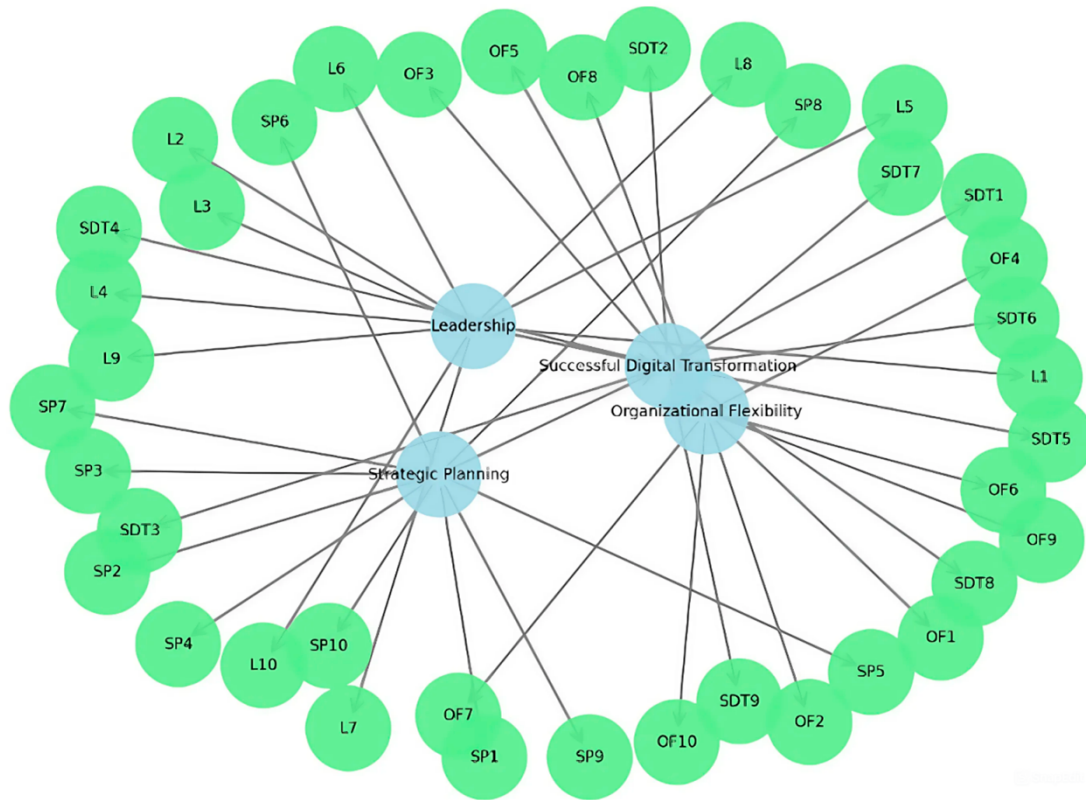 SDT2
OF5
L8
L6
OF3
OF8
SP8
L5
SP6
L2
SDT7
SDT1
L3
SDT4
OF4
L4
SDT6
Leadership
L9
Successful Digital Transformation
L1
SP7
Organizational Flexibility
SDT5
SP3
Strategic Planning
OF6
SDT3
OF9
SP2
SDT8
OF1
SP4
SP10
L10
SP5
SDT9
OF7
OF2
L7
OF10
SP1
SP9